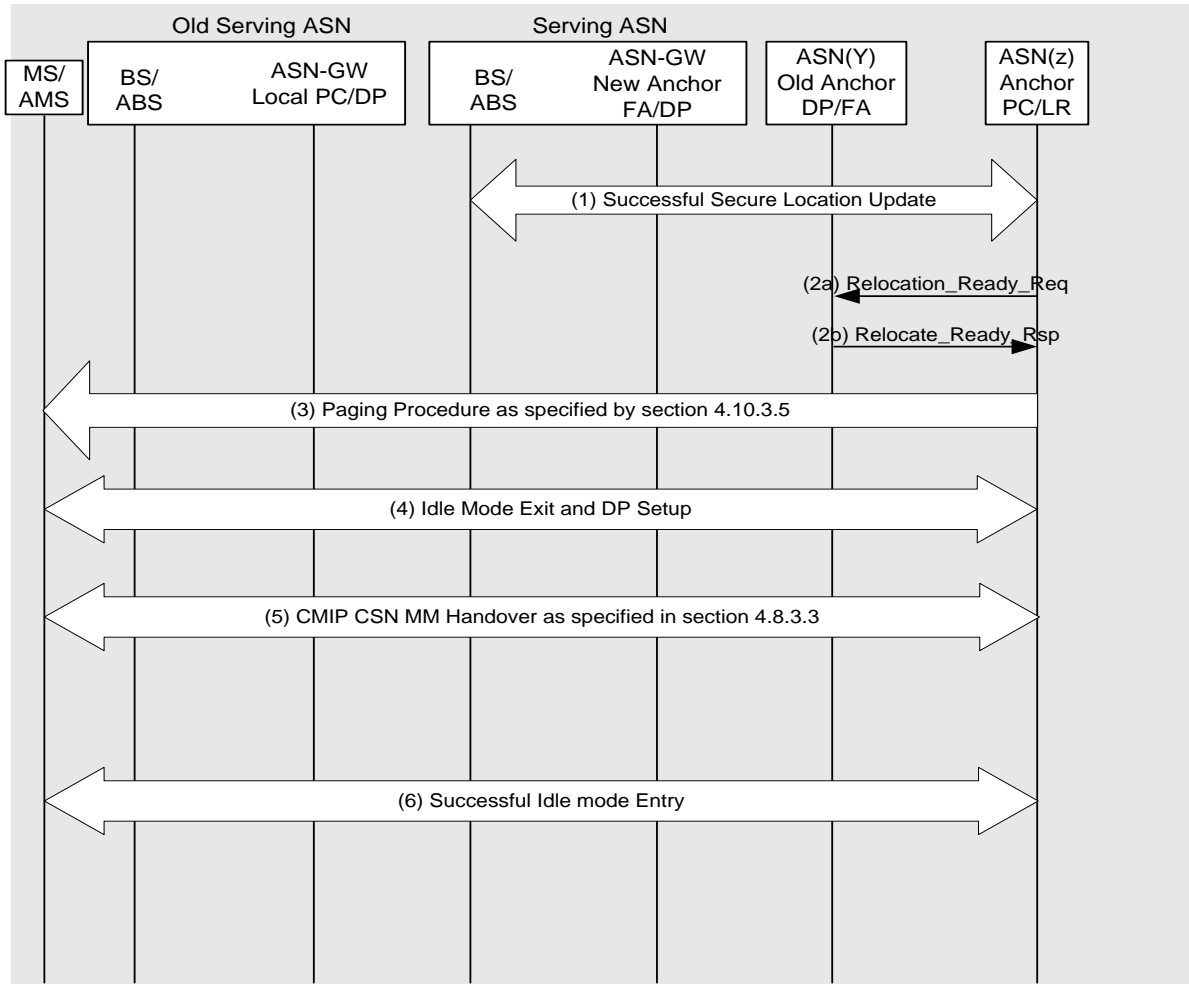 Old Serving ASN
Serving ASN
MS/
AMS
BS/
ABS
ASN-GW
Local PC/DP
BS/
ABS
ASN-GW
New Anchor
FA/DP
ASN(Y)
Old Anchor
DP/FA
ASN(z)
Anchor
PC/LR
(1) Successful Secure Location Update
(2a) Relocation_Ready_Req
(2b) Relocate_Ready_Rsp
(3) Paging Procedure as specified by section 4.10.3.5
(4) Idle Mode Exit and DP Setup
(5) CMIP CSN MM Handover as specified in section 4.8.3.3
(6) Successful Idle mode Entry